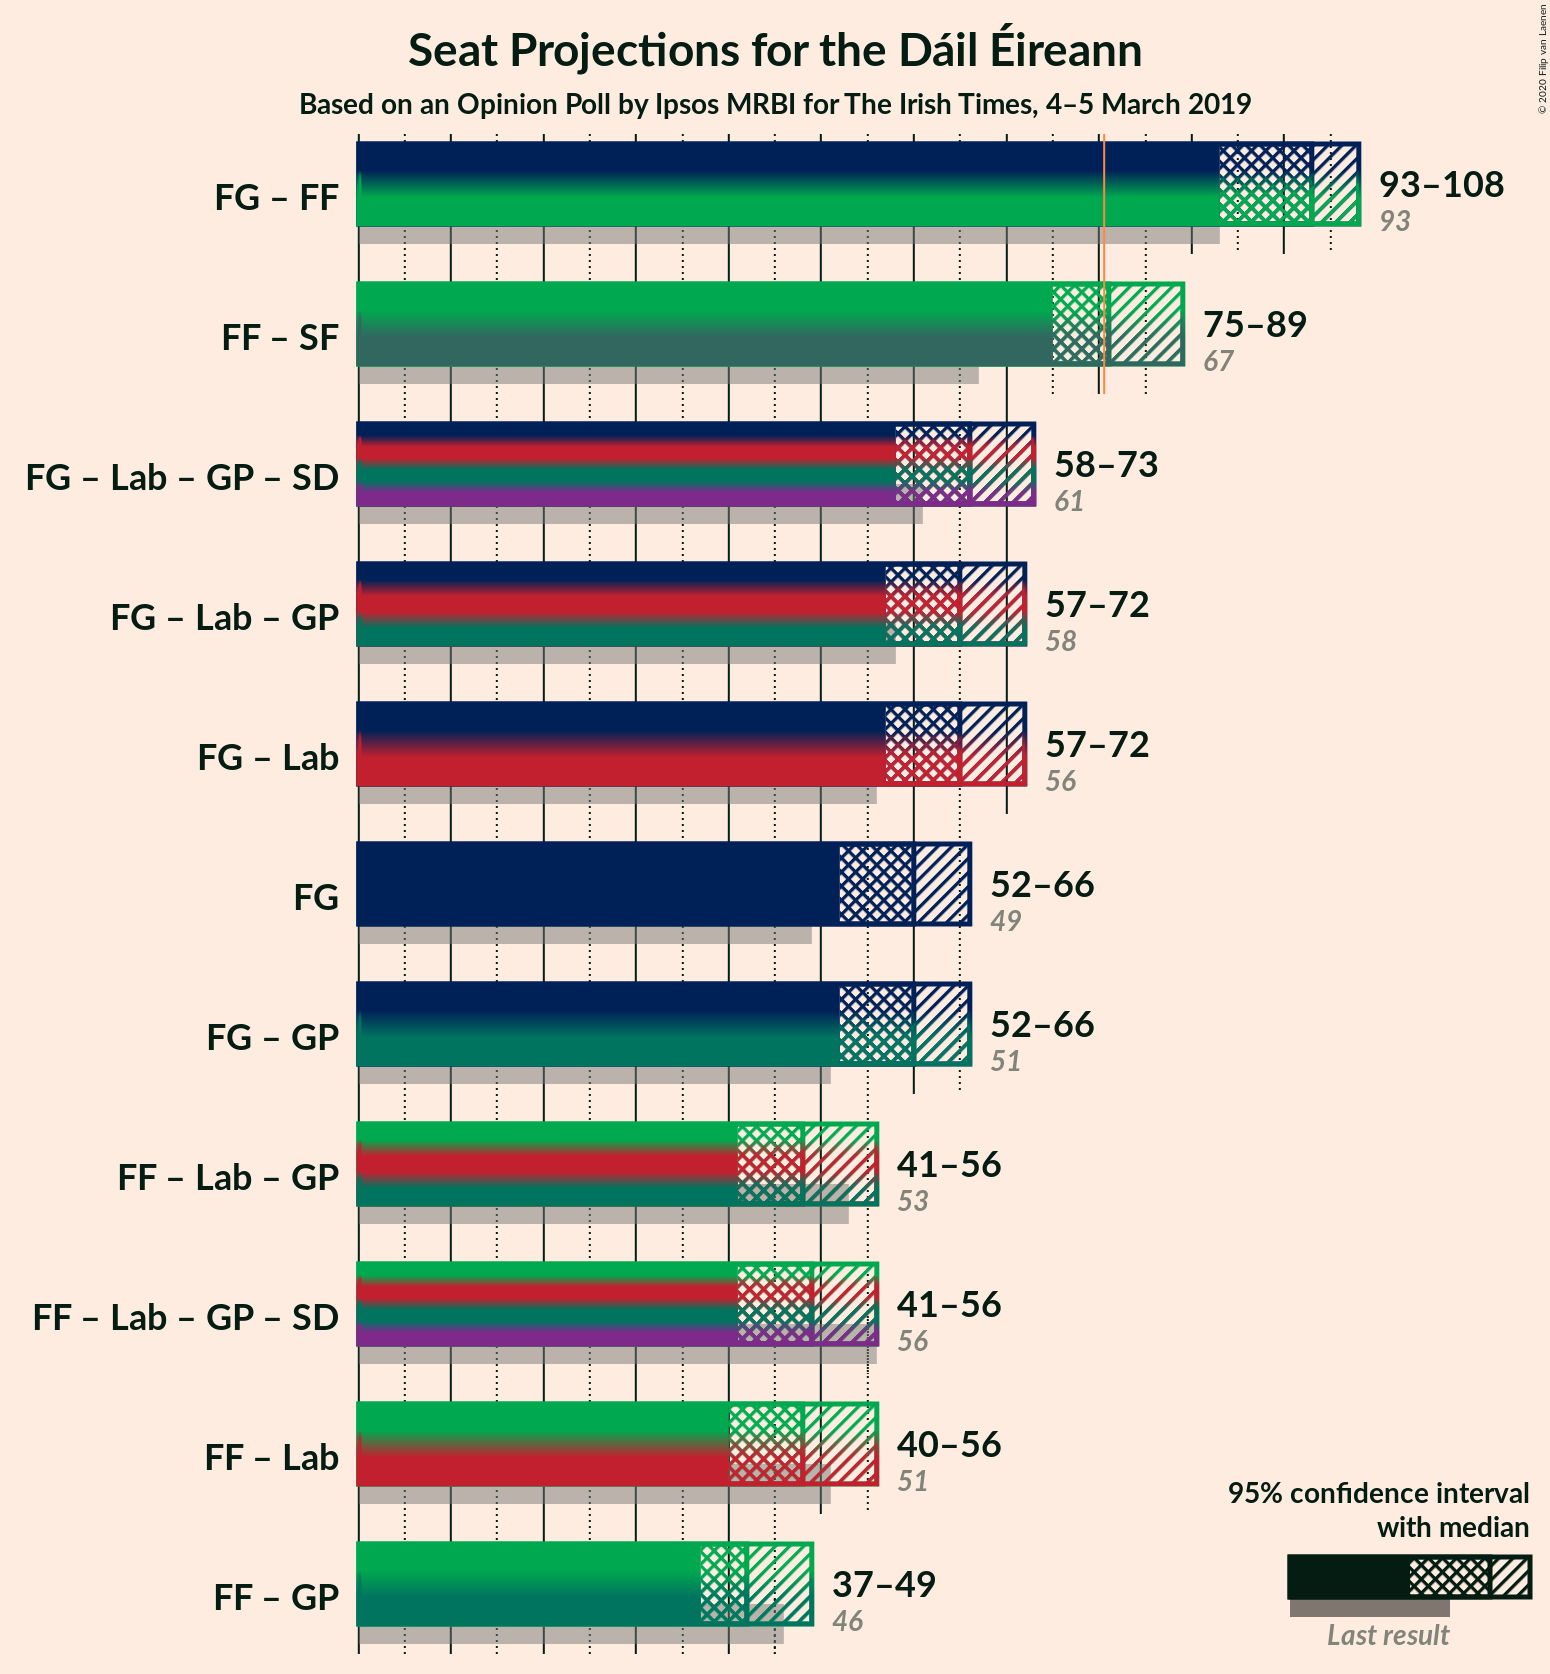 Seat Projections for the Dáil Éireann
Based on an Opinion Poll by Ipsos MRBI for The Irish Times, 4–5 March 2019
© 2020 Filip van Laenen
FG – FF
93–108
93
FF – SF
75–89
67
FG – Lab – GP – SD
58–73
61
FG – Lab – GP
57–72
58
FG – Lab
57–72
56
FG
52–66
49
FG – GP
52–66
51
FF – Lab – GP
41–56
53
FF – Lab – GP – SD
41–56
56
FF – Lab
40–56
51
FF – GP
37–49
46
95% confidence interval
with median
Last result